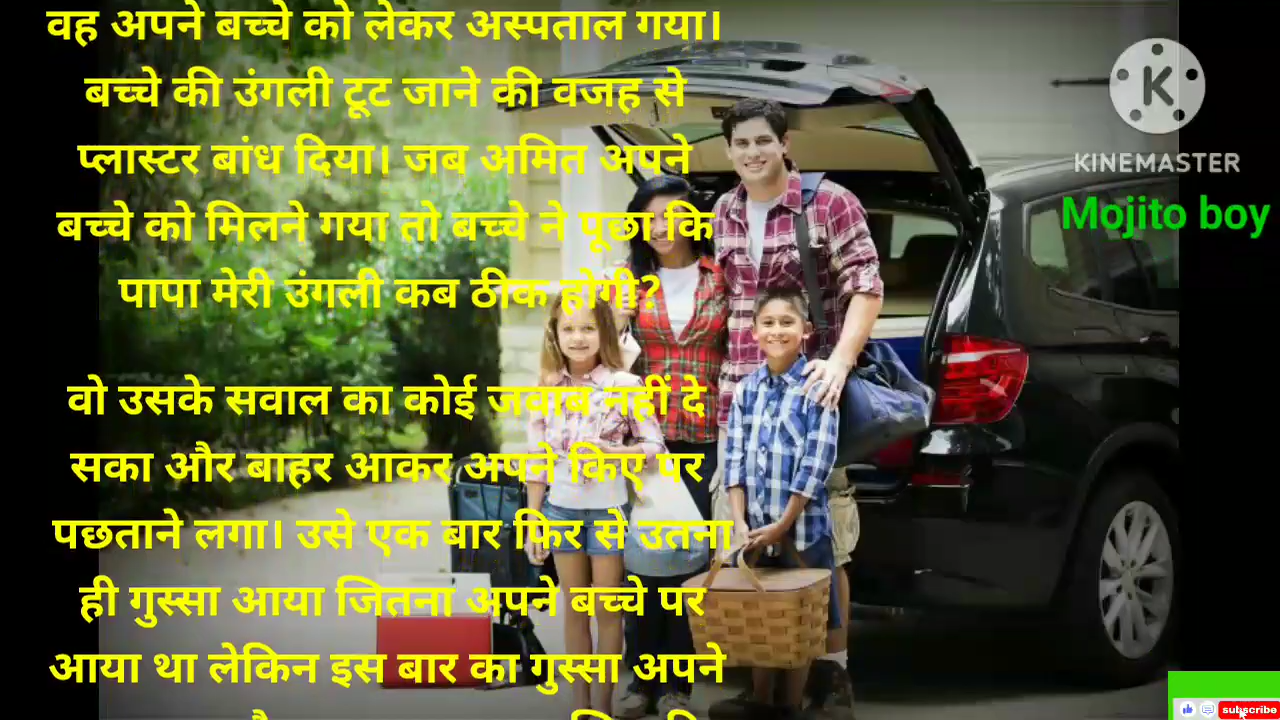 वह अपने बच्चे को लेकर अस्पताल गया।
बच्चे की उंगली टूट जाने की वजह से
प्लास्टर बांध दिया। जब अमित अपने
बच्चे को मिलने गया तो बच्चे ने पूछा कि
पापा मेरी उंगली कब ठीक होगी?
वो उसके सवाल का कोई जवाब नहीं दे
सका और बाहर आकर अपने किए पर
पछताने लगा। उसे एक बार फिर से उतना
ही गुस्सा आया जितना अपने बच्चे पर
आया था लेकिन इस बार का गुस्सा अपने
K
KINEMASTER
Mojito boy
subscribe